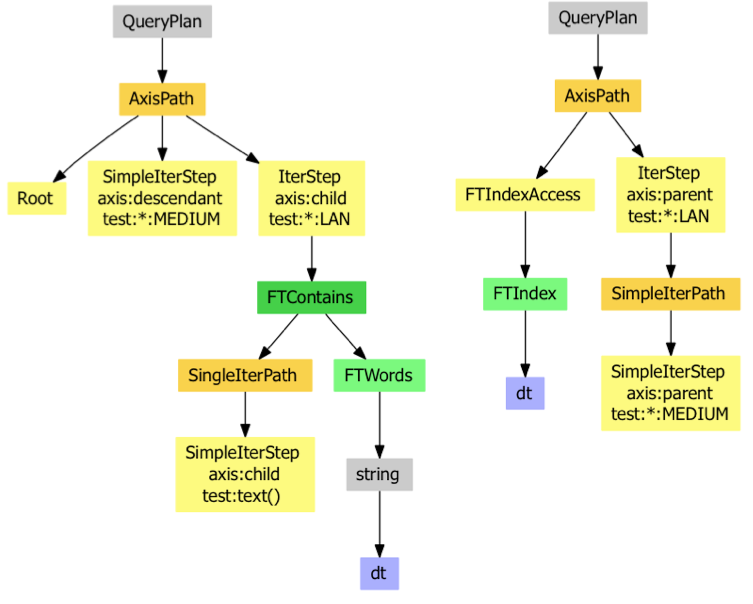 QueryPlan
AxisPath
Root
SimpleIterStep
axis:descendant
test:*:MEDIUM
IterStep
axis:child
test:*:LAN
FTContains
SingleIterPath
FTWords
SimpleIterStep
axis:child
test:text()
string
dt
QueryPlan
AxisPath
FTIndexAccess
IterStep
axis:parent
test:*:LAN
FTIndex
SimpleIterPath
dt
SimpleIterStep
axis:parent
test:*:MEDIUM